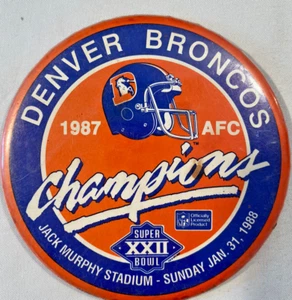 DENVER BRONCOS
1987 AFC
Champions
SUPER
XXII
BOWL
Officially
Licensed
Product
JACK MURPHY STADIUM - SUNDAY JAN. 31, 1988